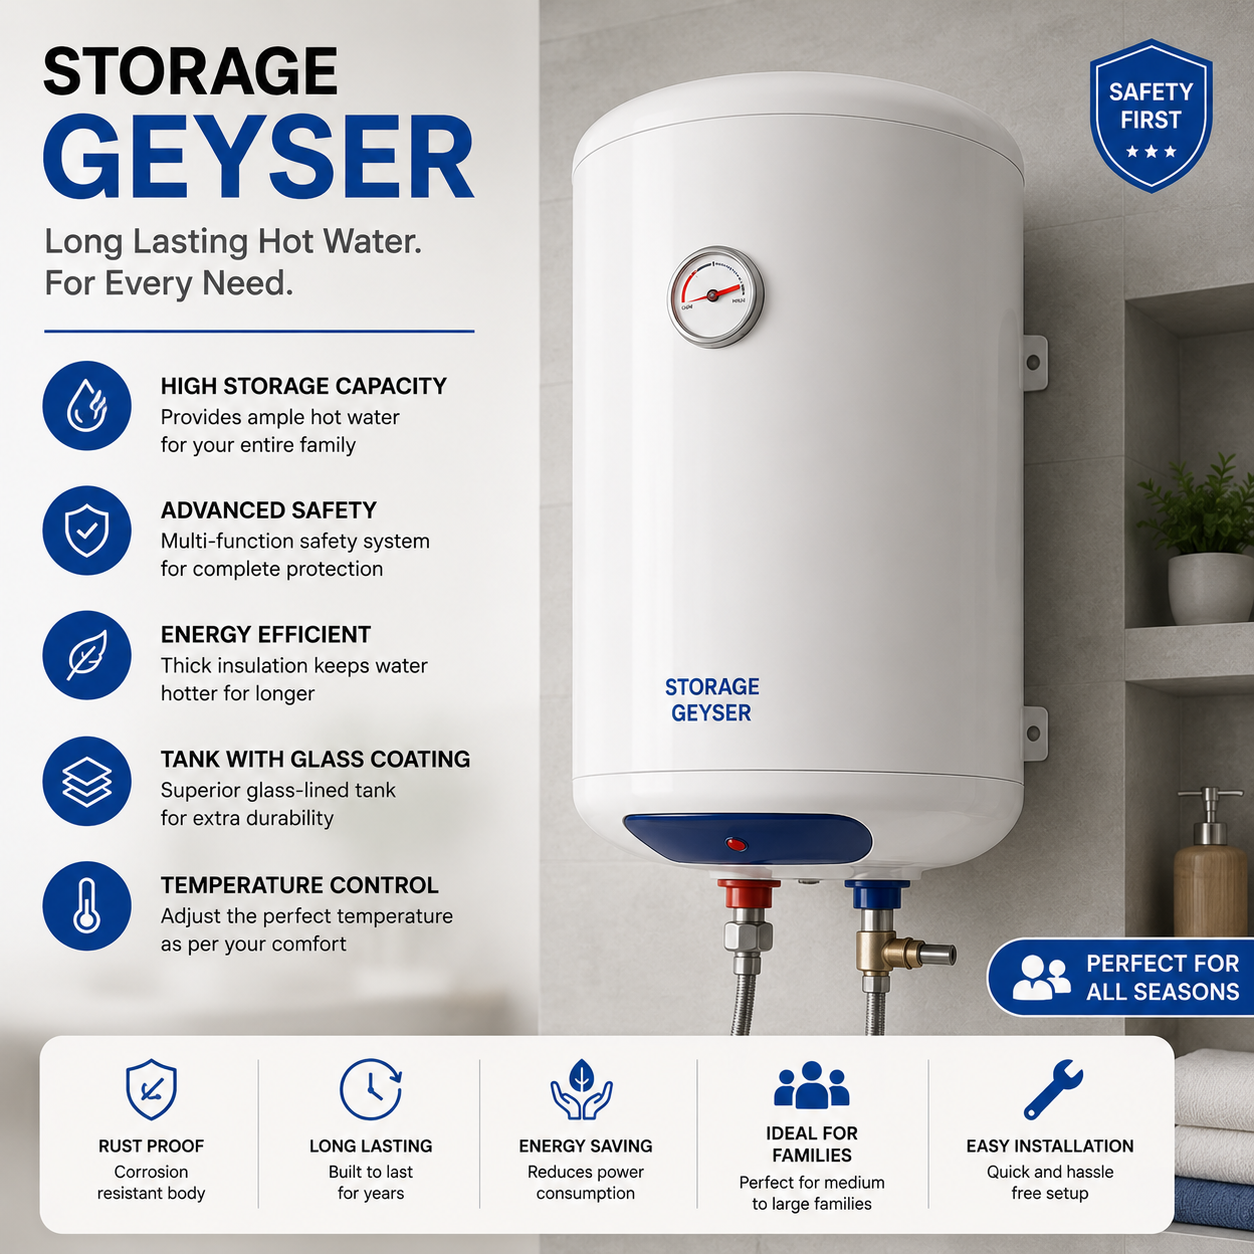 STORAGE
GEYSER
Long Lasting Hot Water.
For Every Need.
SAFETY
FIRST
HIGH STORAGE CAPACITY
Provides ample hot water
for your entire family
ADVANCED SAFETY
Multi-function safety system
for complete protection
ENERGY EFFICIENT
Thick insulation keeps water
hotter for longer
TANK WITH GLASS COATING
Superior glass-lined tank
for extra durability
TEMPERATURE CONTROL
Adjust the perfect temperature
as per your comfort
STORAGE
GEYSER
PERFECT FOR
ALL SEASONS
RUST PROOF
Corrosion
resistant body
LONG LASTING
Built to last
for years
ENERGY SAVING
Reduces power
consumption
IDEAL FOR
FAMILIES
Perfect for medium
to large families
EASY INSTALLATION
Quick and hassle
free setup